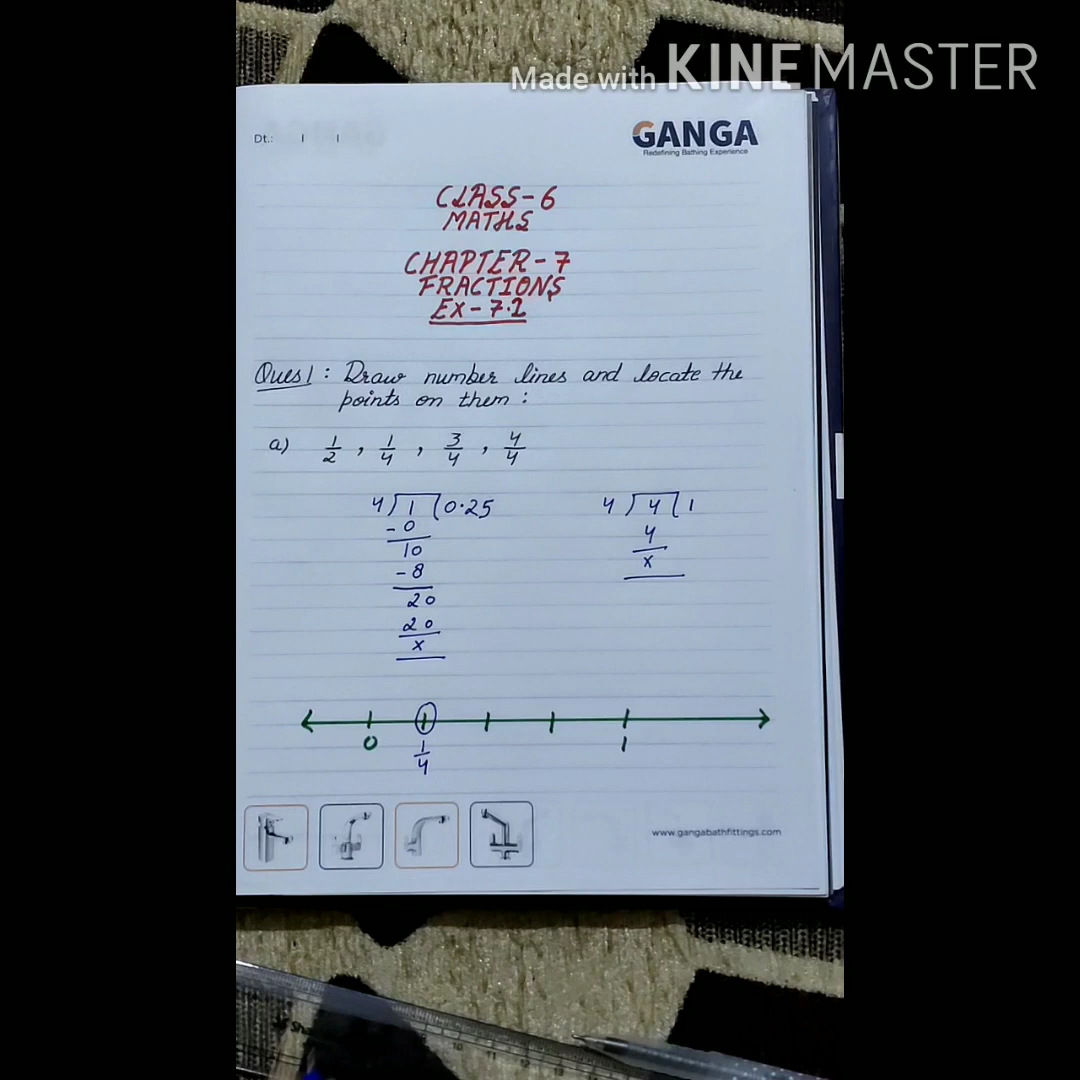 Made with KINEMASTER
Dt.: / /
GANGA
Redefining Bathing Experience
CLASS-6
MATHS
CHAPTER-7
FRACTIONS
EX-7.2
Ques 1 : Draw number lines and locate the
points on them :
a) 1/2 , 1/4 , 3/4 , 4/4
4 ) 1 ( 0.25
- 0
10
- 8
20
20
x
4 ) 4 ( 1
4
x
0 1/4 1
www.gangabathfittings.com